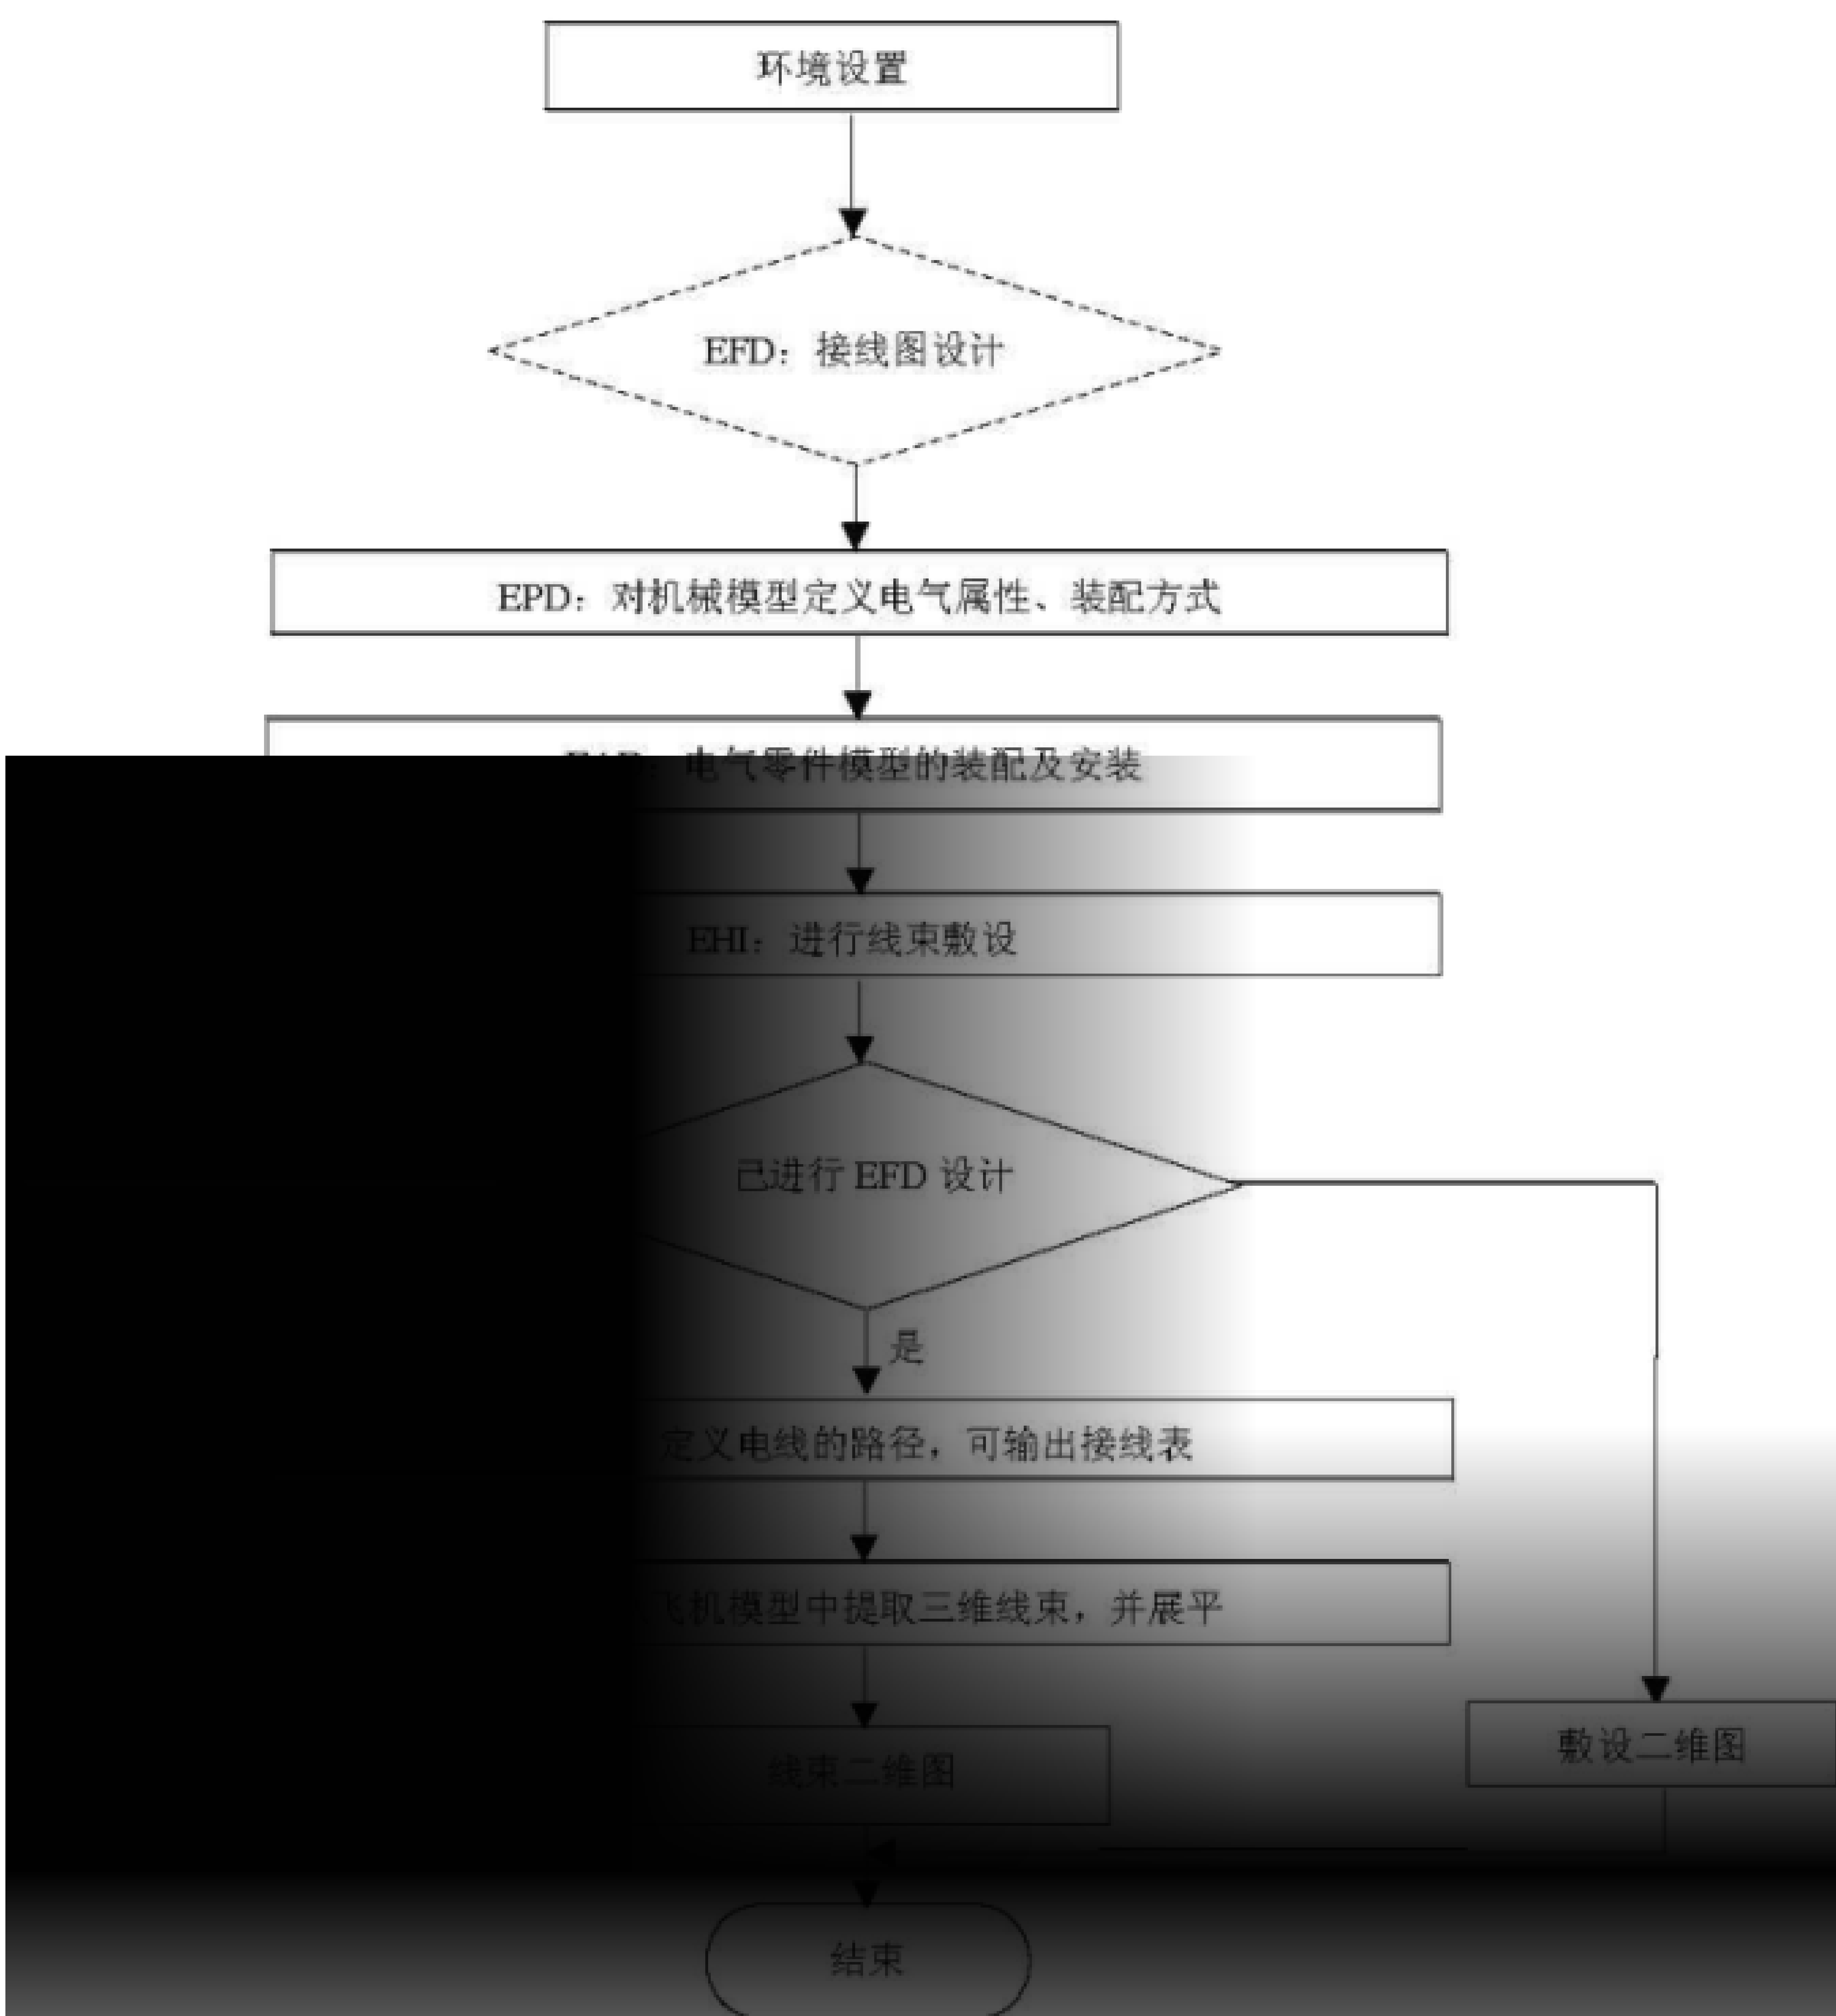 环境设置
EFD：接线图设计
EPD：对机械模型定义电气属性、装配方式
电气零件模型的装配及安装
EHI：进行线束敷设
已进行 EFD 设计
是
定义电线的路径，可输出接线表
飞机模型中提取三维线束，并展平
敷设二维图
线束二维图
结束